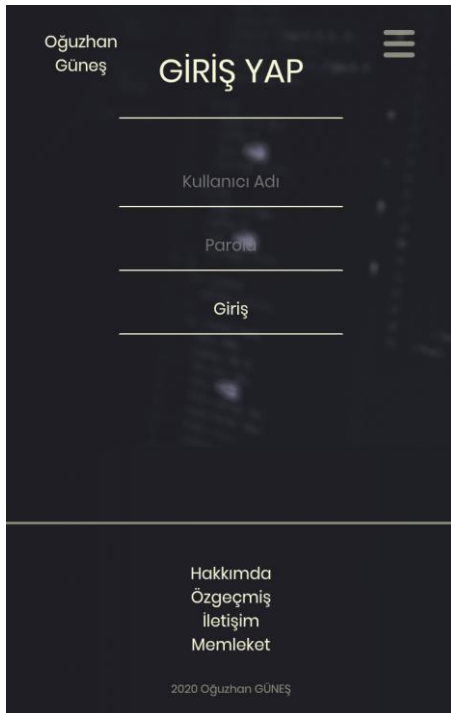 Oğuzhan
Güneş
GİRİŞ YAP
Kullanıcı Adı
Parola
Giriş
Hakkımda
Özgeçmiş
İletişim
Memleket
2020 Oğuzhan GÜNEŞ